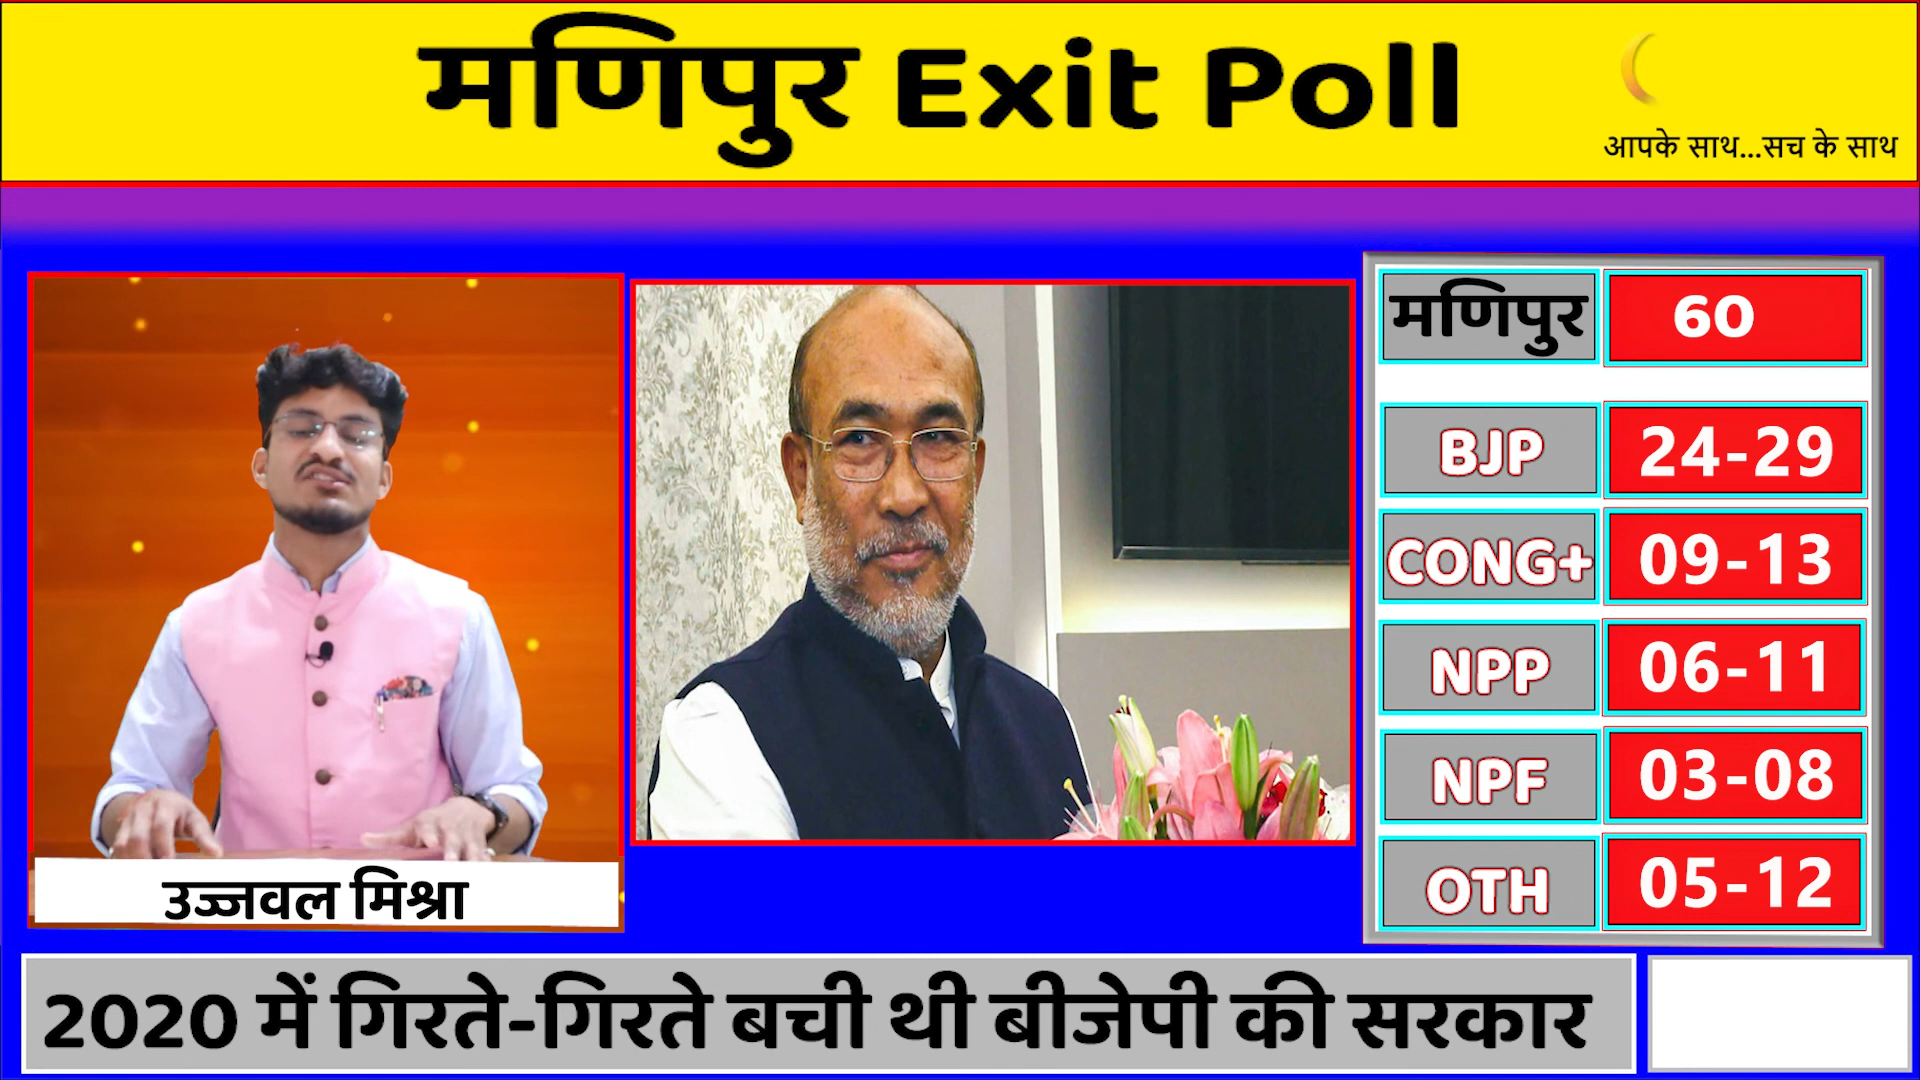 मणिपुर Exit Poll
आपके साथ...सच के साथ
मणिपुर 60
BJP 24-29
CONG+ 09-13
NPP 06-11
NPF 03-08
OTH 05-12
उज्जवल मिश्रा
2020 में गिरते-गिरते बची थी बीजेपी की सरकार